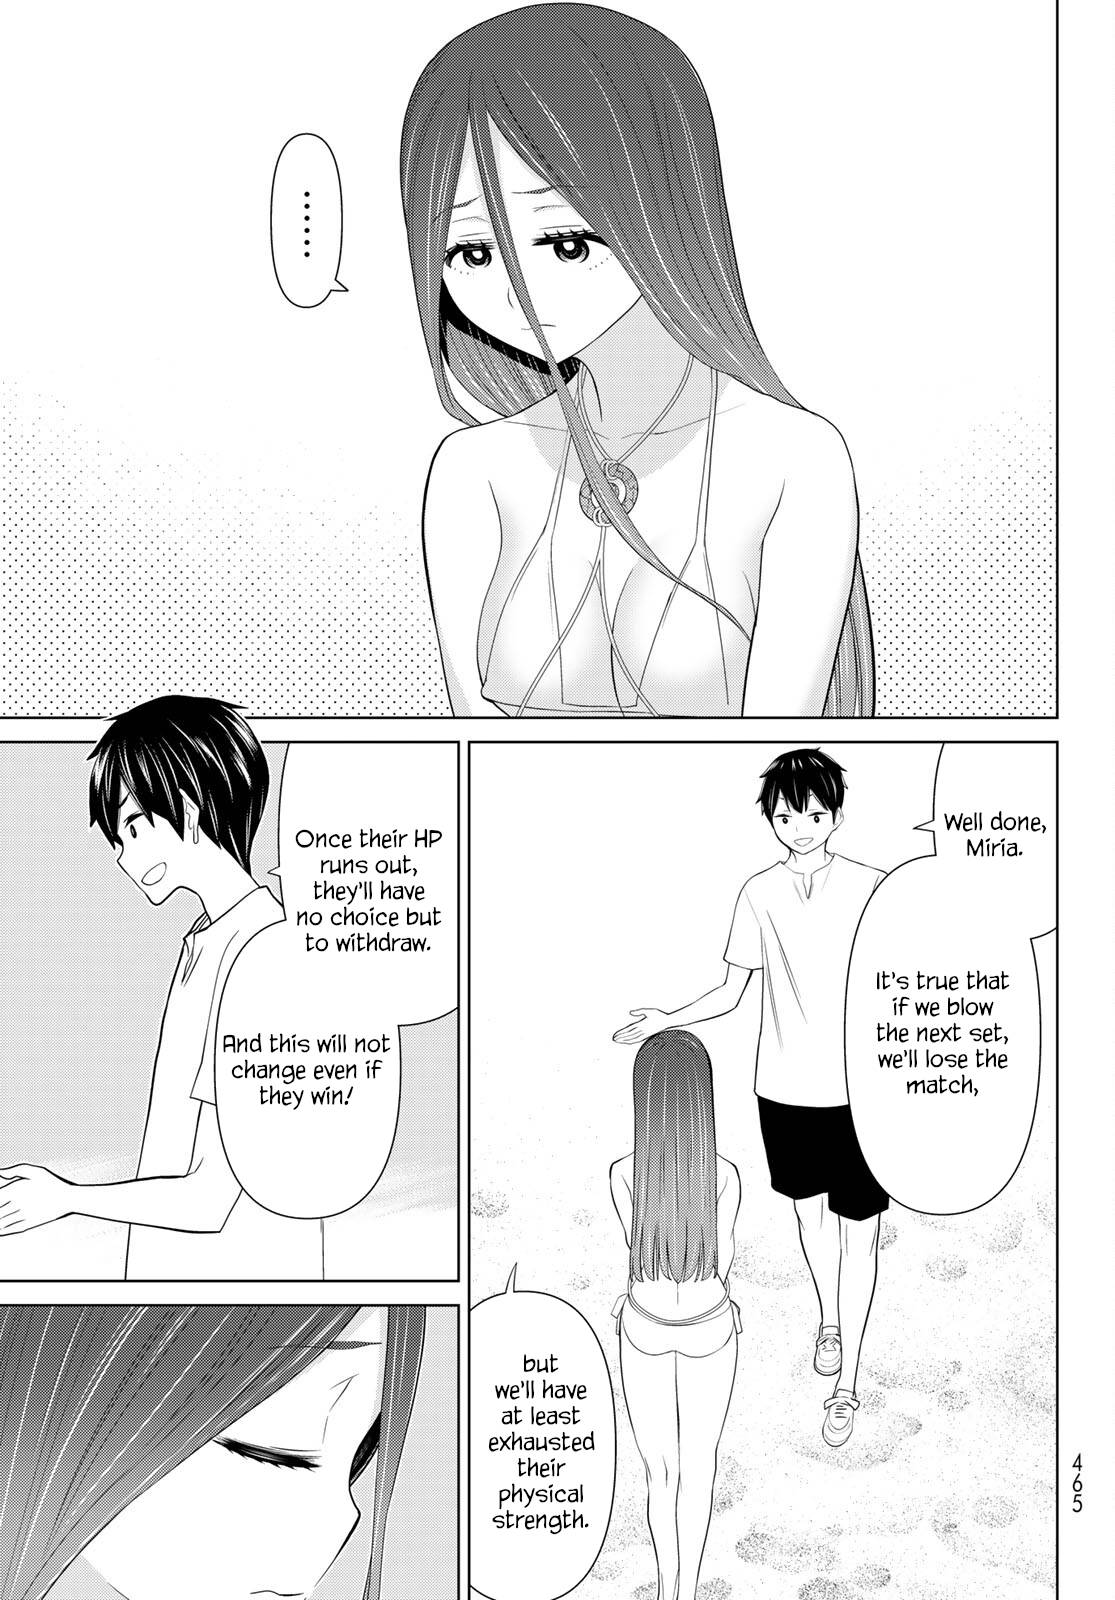 ........
Well done,
Miria.
It's true that
if we blow
the next set,
we'll lose the
match,
but
we'll have
at least
exhausted
their
physical
strength.
Once their HP
runs out,
they'll have
no choice but
to withdraw.
And this will not
change even if
they win!
465